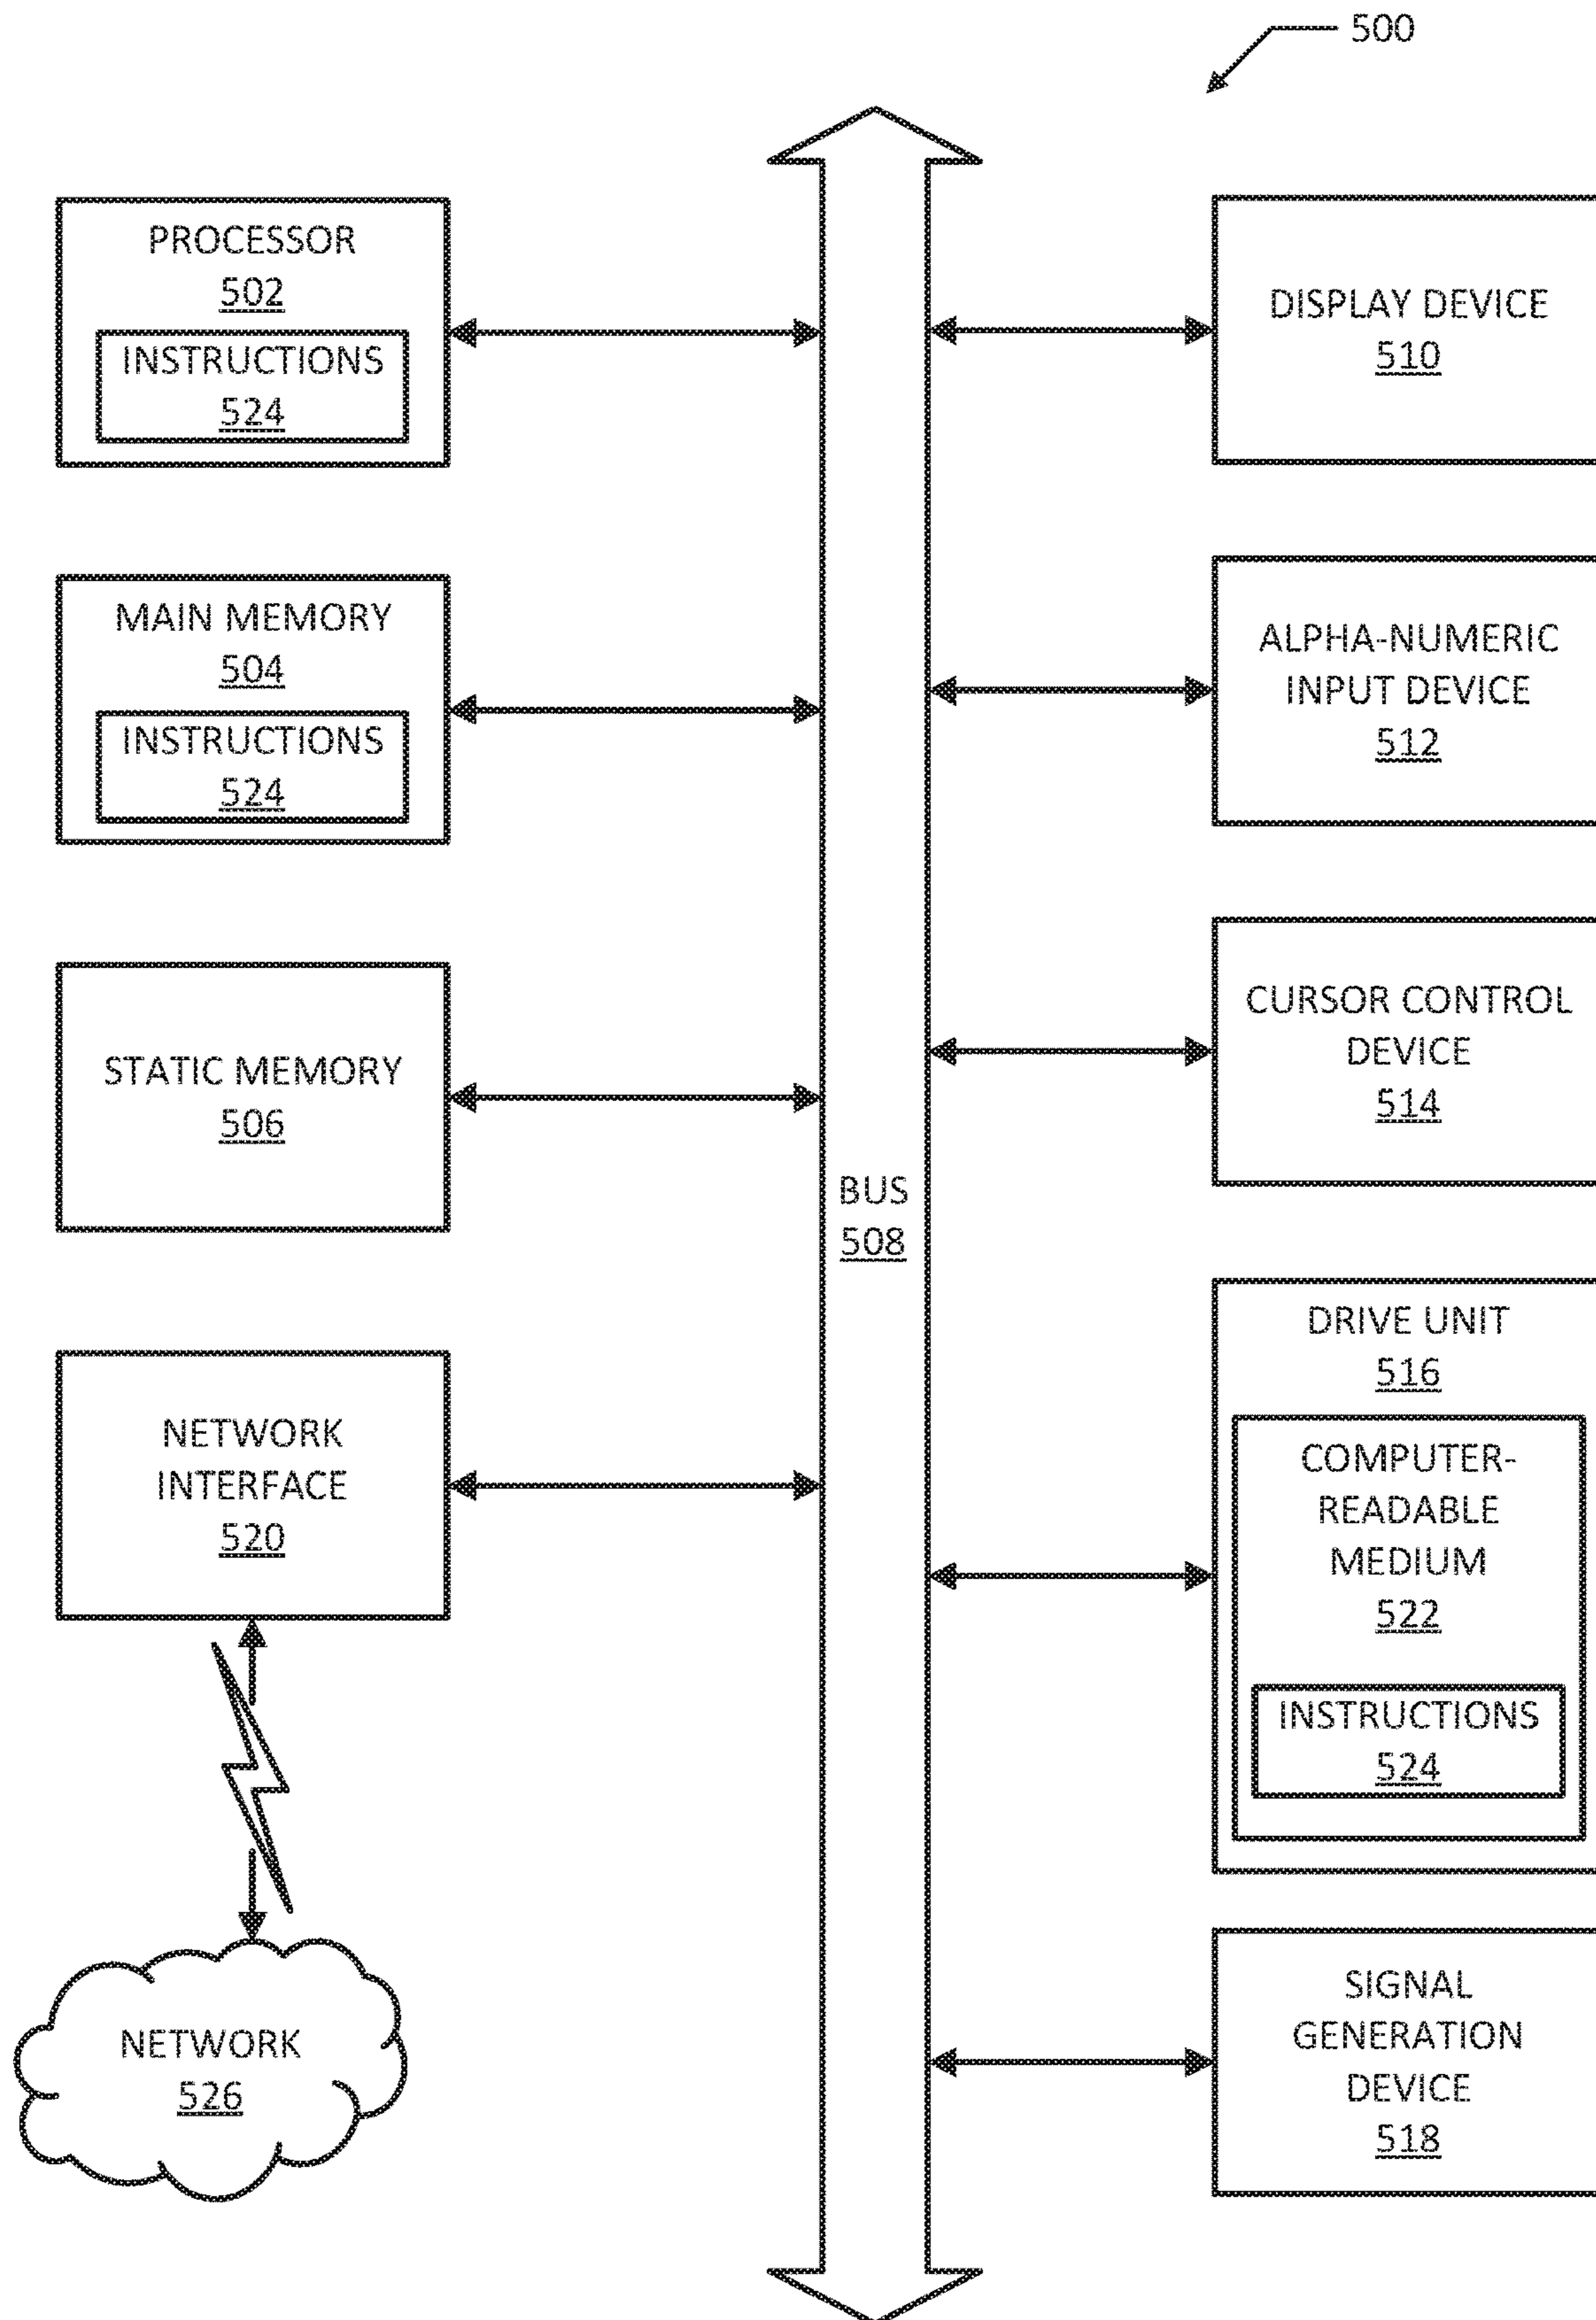 500
PROCESSOR
502
INSTRUCTIONS
524
MAIN MEMORY
504
INSTRUCTIONS
524
STATIC MEMORY
506
NETWORK
INTERFACE
520
NETWORK
526
BUS
508
DISPLAY DEVICE
510
ALPHA-NUMERIC
INPUT DEVICE
512
CURSOR CONTROL
DEVICE
514
DRIVE UNIT
516
COMPUTER-
READABLE
MEDIUM
522
INSTRUCTIONS
524
SIGNAL
GENERATION
DEVICE
518